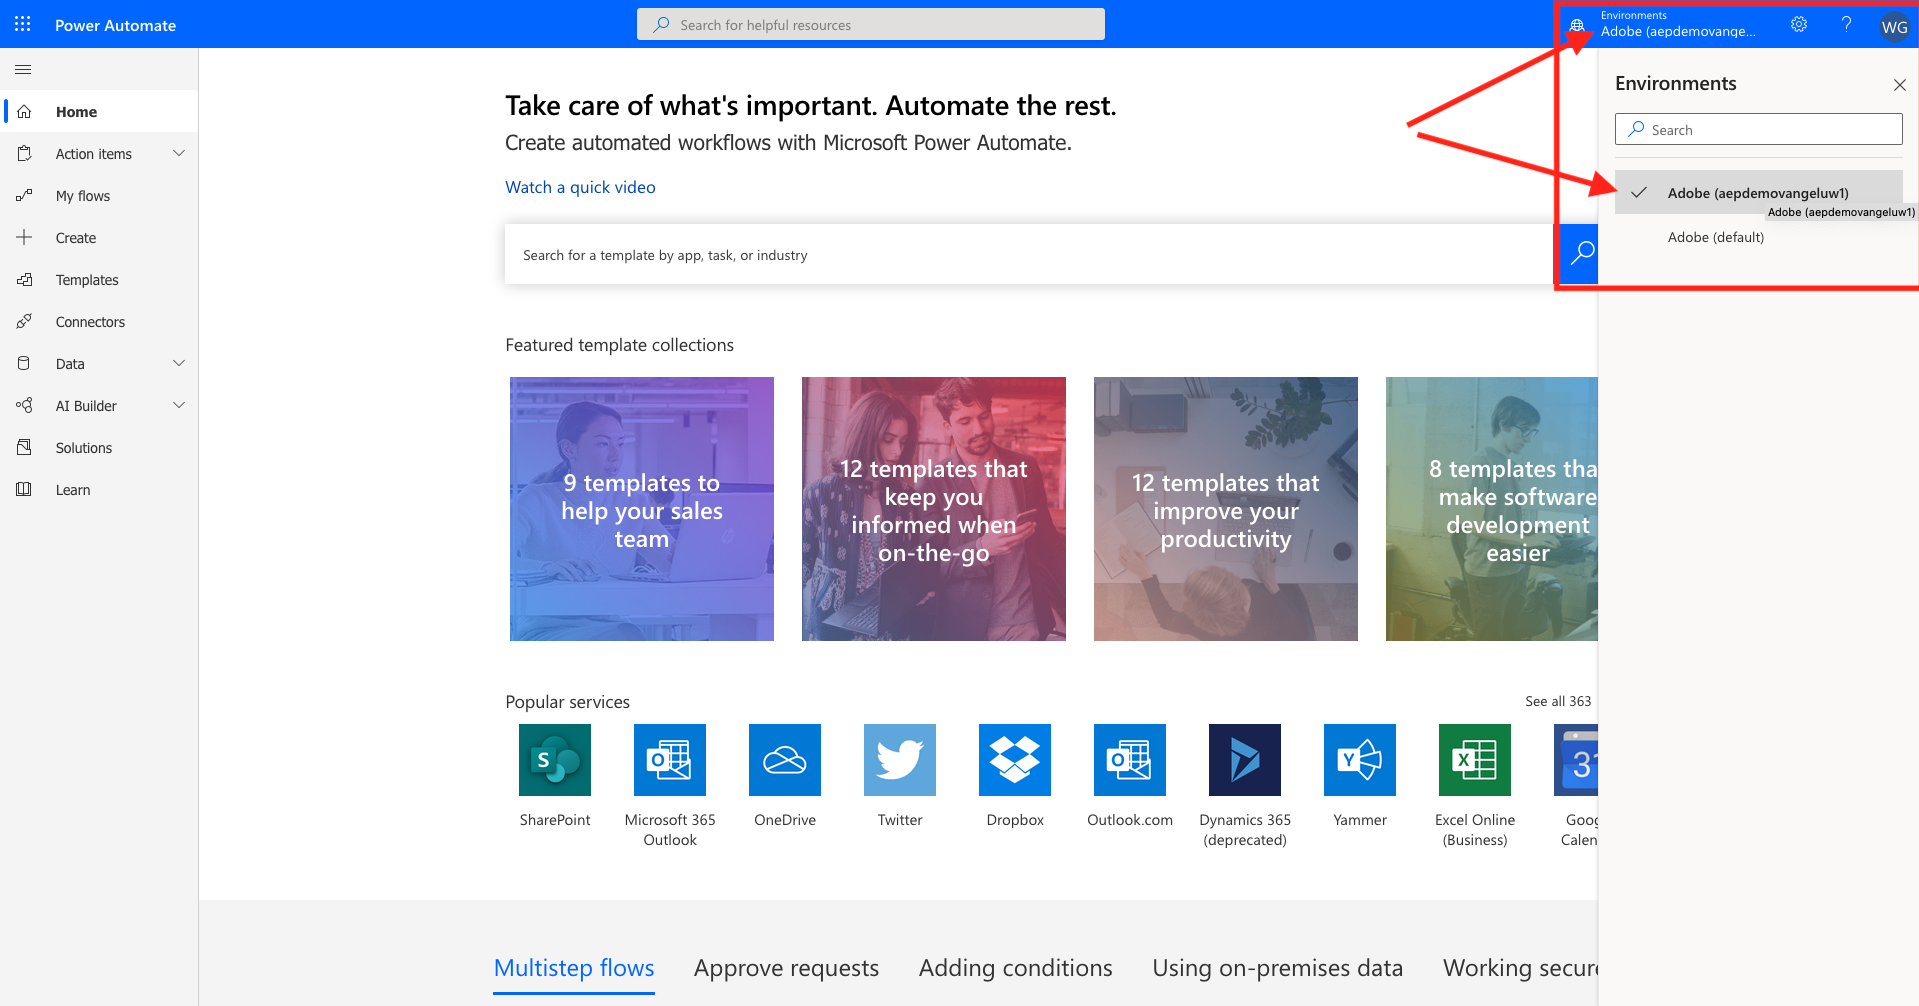 Power Automate
Search for helpful resources
Environments
Adobe (aepdemovange...
?
WG
Home
Action items
My flows
Create
Templates
Connectors
Data
AI Builder
Solutions
Learn
Take care of what's important. Automate the rest.
Create automated workflows with Microsoft Power Automate.
Watch a quick video
Search for a template by app, task, or industry
Featured template collections
9 templates to
help your sales
team
12 templates that
keep you
informed when
on-the-go
12 templates that
improve your
productivity
8 templates tha
make software
development
easier
Popular services
See all 363
S
O
Y
O
X
31
SharePoint
Microsoft 365
Outlook
OneDrive
Twitter
Dropbox
Outlook.com
Dynamics 365
(deprecated)
Yammer
Excel Online
(Business)
Goog
Calen
Multistep flows
Approve requests
Adding conditions
Using on-premises data
Working secure
Environments
Search
Adobe (aepdemovangeluw1)
Adobe (aepdemovangeluw1)
Adobe (default)